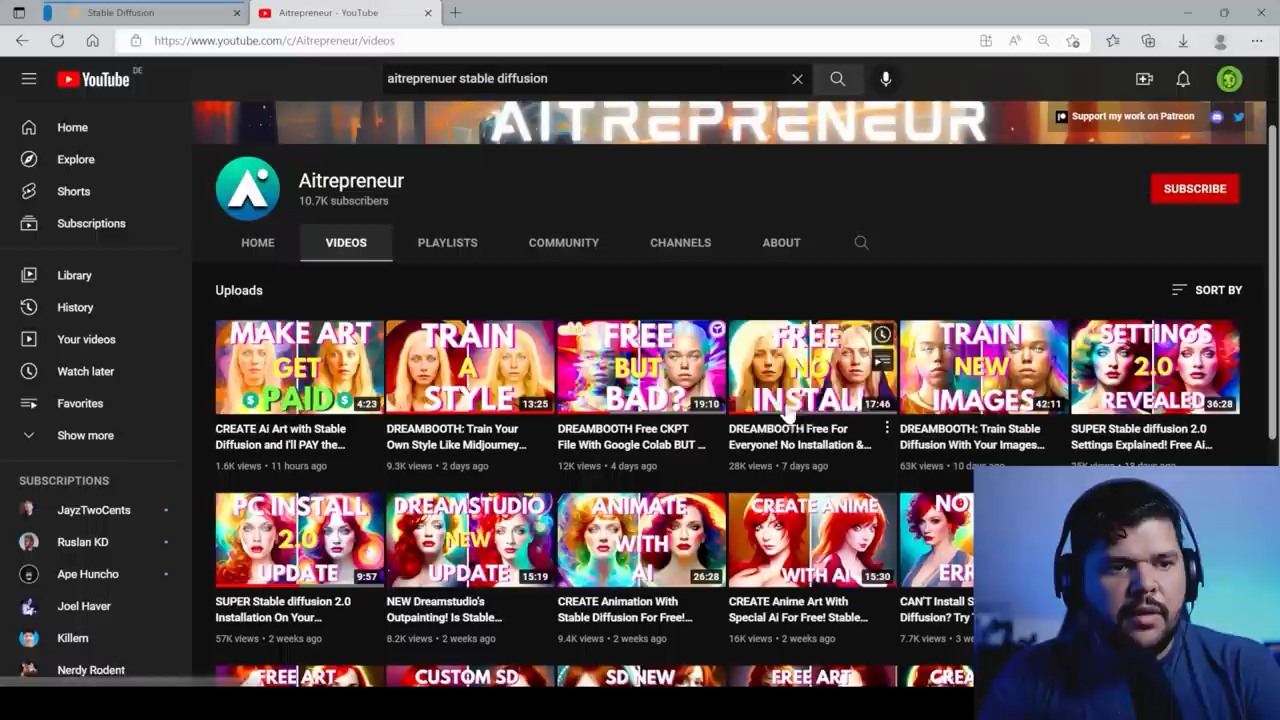 Stable Diffusion
Aitrepreneur - YouTube
https://www.youtube.com/c/Aitrepreneur/videos
YouTube DE
aitreprenuer stable diffusion
AITREPRENEUR
Support my work on Patreon
Home
Explore
Shorts
Subscriptions
Library
History
Your videos
Watch later
Favorites
Show more
SUBSCRIPTIONS
JayzTwoCents
Ruslan KD
Ape Huncho
Joel Haver
Killem
Nerdy Rodent
Aitrepreneur
10.7K subscribers
SUBSCRIBE
HOME
VIDEOS
PLAYLISTS
COMMUNITY
CHANNELS
ABOUT
Uploads
SORT BY
MAKE ART
GET
PAID
4:23
CREATE Ai Art with Stable
Diffusion and I'll PAY the...
1.6K views • 11 hours ago
TRAIN
A
STYLE
13:25
DREAMBOOTH: Train Your
Own Style Like Midjourney...
9.3K views • 2 days ago
FREE
BUT
BAD?
19:10
DREAMBOOTH Free CKPT
File With Google Colab BUT ...
12K views • 4 days ago
FREE
NO
INSTALL
17:46
DREAMBOOTH Free For
Everyone! No Installation &...
28K views • 7 days ago
TRAIN
NEW
IMAGES
42:11
DREAMBOOTH: Train Stable
Diffusion With Your Images...
63K views • 10 days
SETTINGS
2.0
REVEALED
36:28
SUPER Stable diffusion 2.0
Settings Explained! Free Ai...
PC INSTALL
2.0
UPDATE
9:57
SUPER Stable diffusion 2.0
Installation On Your...
57K views • 2 weeks ago
DREAMSTUDIO
NEW
UPDATE
15:19
NEW Dreamstudio's
Outpainting! Is Stable...
8.2K views • 2 weeks ago
ANIMATE
WITH
AI
26:28
CREATE Animation With
Stable Diffusion For Free!...
9.4K views • 2 weeks ago
CREATE ANIME
WITH AI
15:30
CREATE Anime Art With
Special Ai For Free! Stable...
16K views • 2 weeks ago
NO
ERR
CAN'T Install S
Diffusion? Try
7.7K views • 3 we
FREE ART
CUSTOM SD
SD NEW
FREE ART